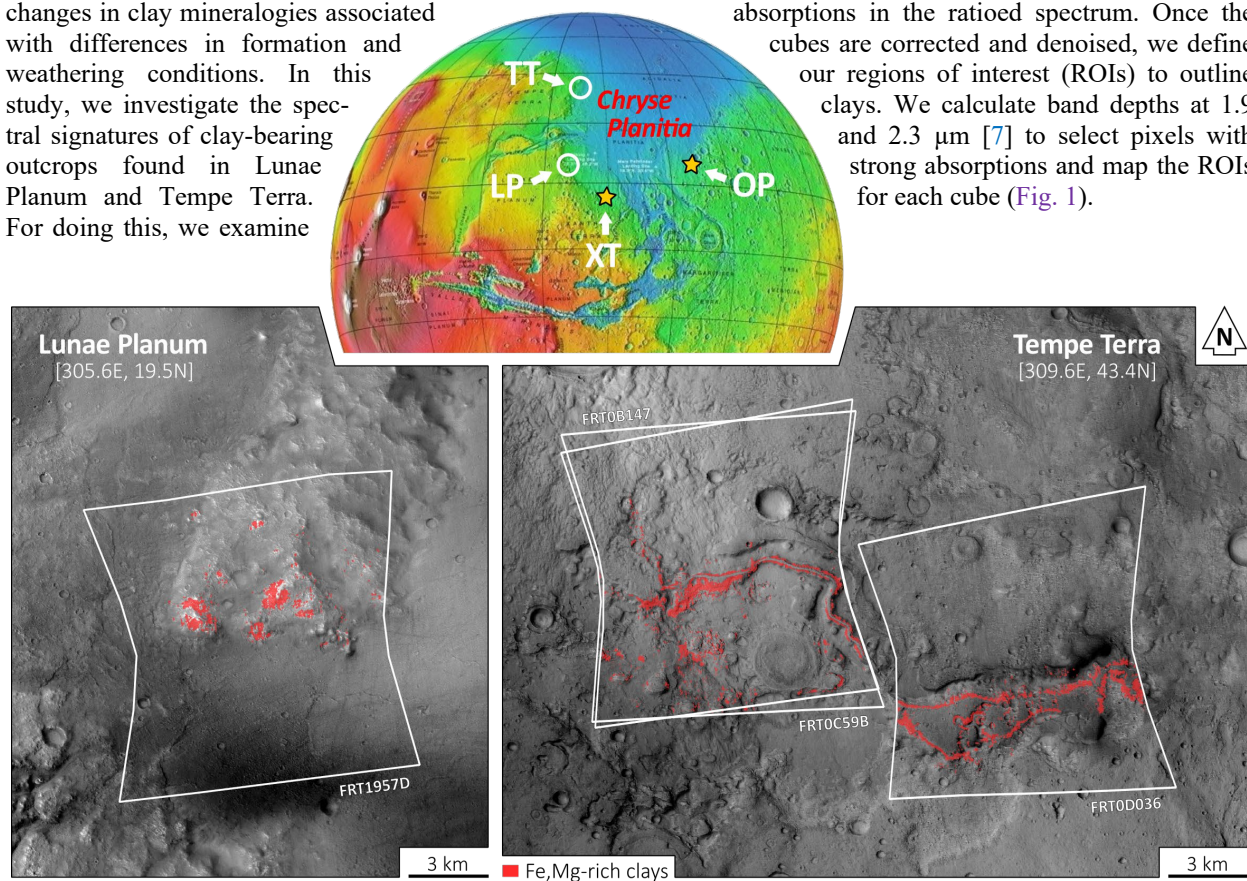 changes in clay mineralogies associated
with differences in formation and
weathering conditions. In this
study, we investigate the spec-
tral signatures of clay-bearing
outcrops found in Lunae
Planum and Tempe Terra.
For doing this, we examine
absorptions in the ratioed spectrum. Once the
cubes are corrected and denoised, we define
our regions of interest (ROIs) to outline
clays. We calculate band depths at 1.9
and 2.3 µm [7] to select pixels with
strong absorptions and map the ROIs
for each cube (Fig. 1).
TT
Chryse
Planitia
LP
OP
XT
Lunae Planum
[305.6E, 19.5N]
FRT1957D
3 km
Tempe Terra
[309.6E, 43.4N]
N
FRT0B147
FRT0C59B
FRT0D036
Fe,Mg-rich clays
3 km